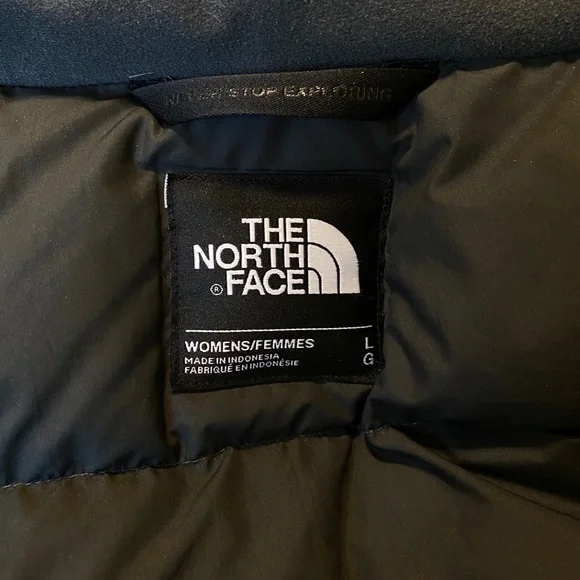 NEVER STOP EXPLORING
THE
NORTH
® FACE
WOMENS/FEMMES L
MADE IN INDONESIA G
FABRIQUÉ EN INDONÉSIE